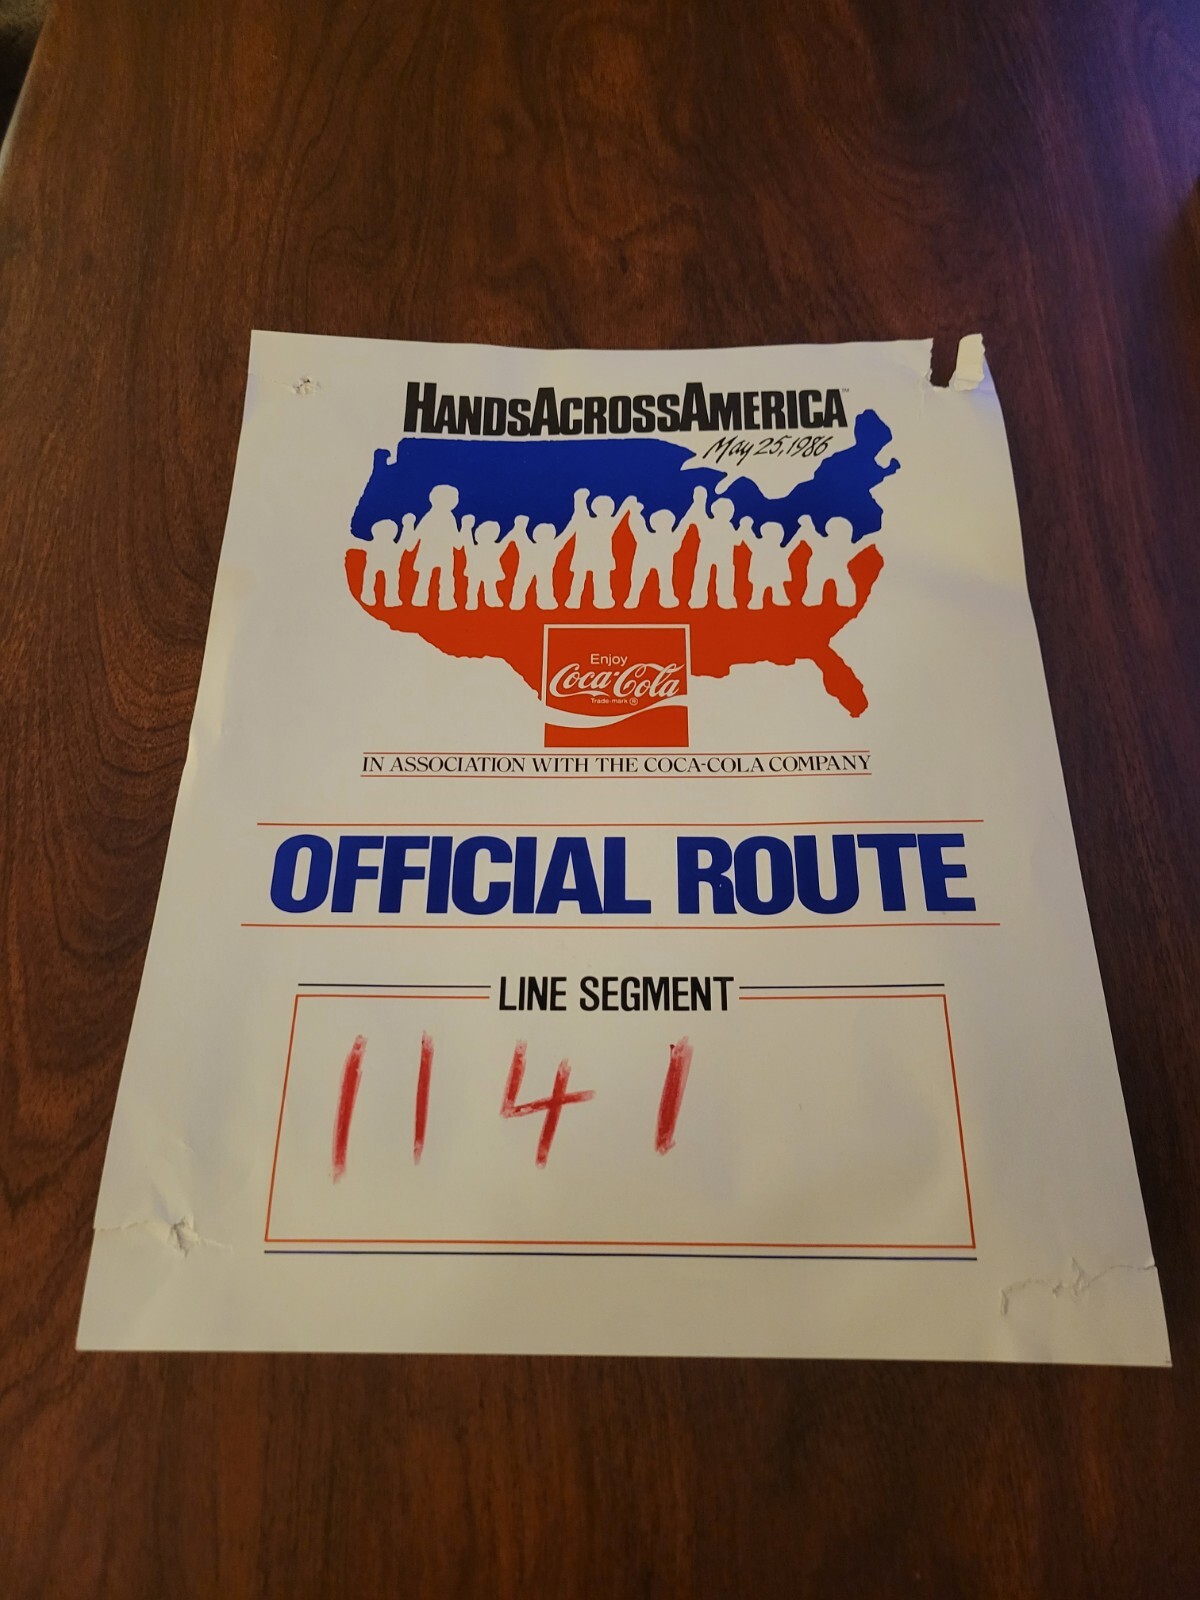 HANDSACROSSAMERICA™
May 25, 1986
Enjoy
Coca-Cola
Trade-mark ®
IN ASSOCIATION WITH THE COCA-COLA COMPANY
OFFICIAL ROUTE
LINE SEGMENT
1141